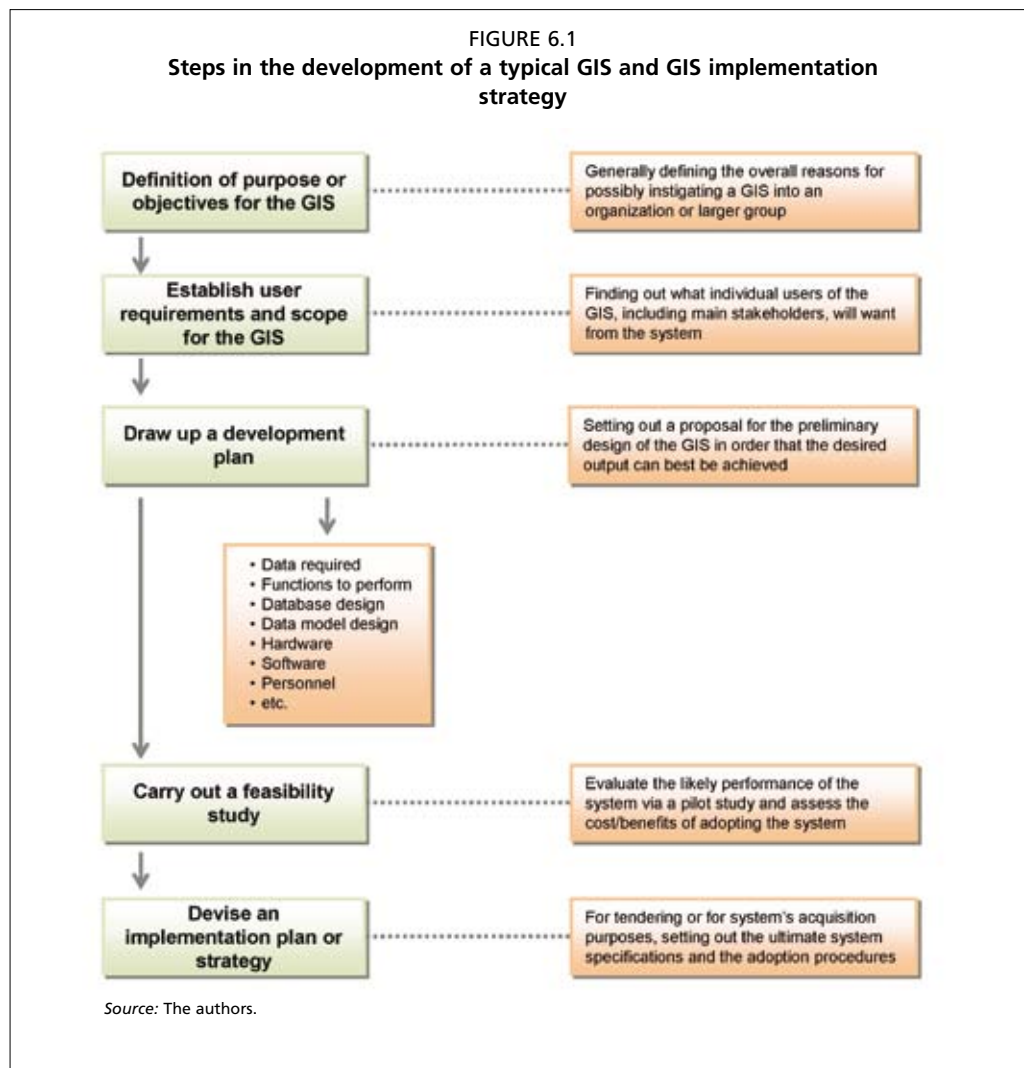 FIGURE 6.1
Steps in the development of a typical GIS and GIS implementation
strategy
Definition of purpose or
objectives for the GIS
Generally defining the overall reasons for
possibly instigating a GIS into an
organization or larger group
Establish user
requirements and scope
for the GIS
Finding out what individual users of the
GIS, including main stakeholders, will want
from the system
Draw up a development
plan
Setting out a proposal for the preliminary
design of the GIS in order that the desired
output can best be achieved
• Data required
• Functions to perform
• Database design
• Data model design
• Hardware
• Software
• Personnel
• etc.
Carry out a feasibility
study
Evaluate the likely performance of the
system via a pilot study and assess the
cost/benefits of adopting the system
Devise an
implementation plan or
strategy
For tendering or for system's acquisition
purposes, setting out the ultimate system
specifications and the adoption procedures
Source: The authors.